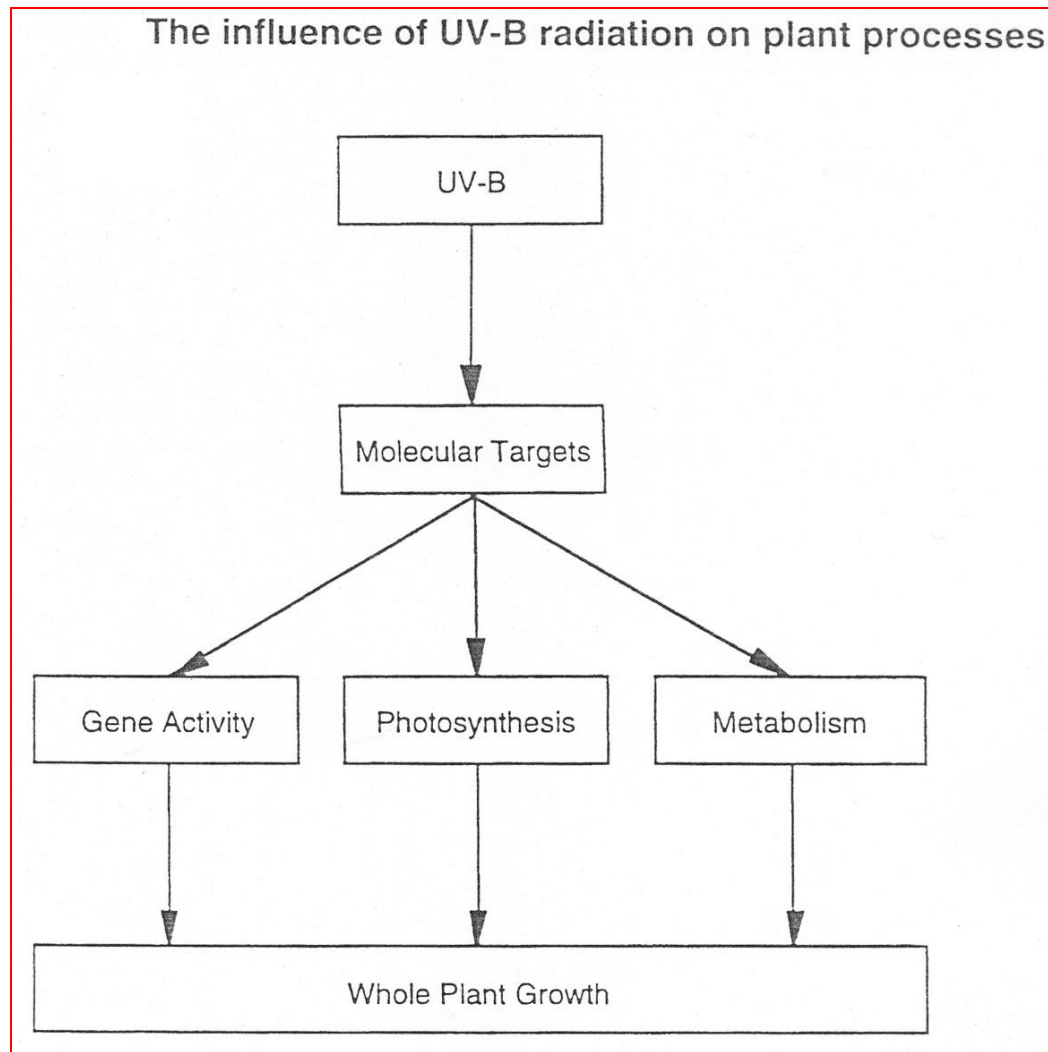 The influence of UV-B radiation on plant processes
UV-B
Molecular Targets
Gene Activity
Photosynthesis
Metabolism
Whole Plant Growth